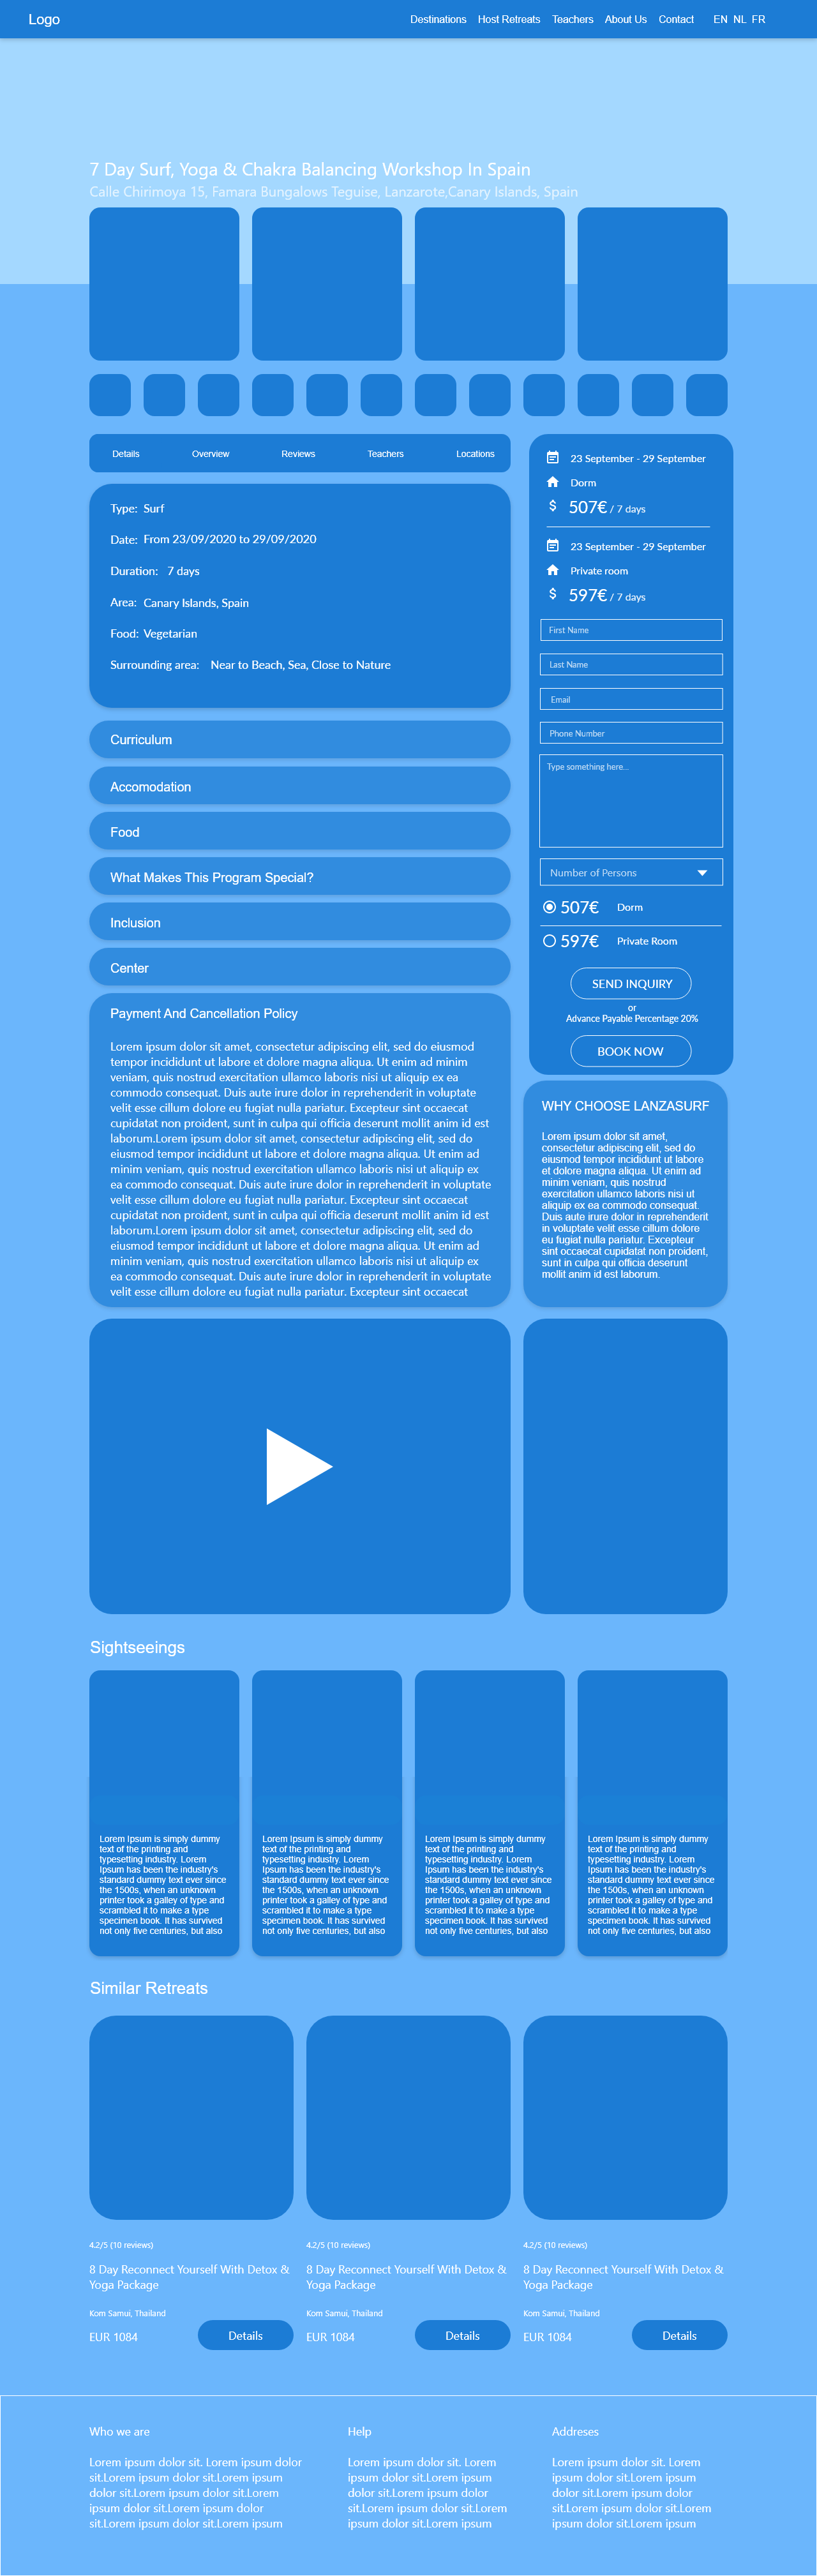 Logo
Destinations Host Retreats Teachers About Us Contact EN NL FR
7 Day Surf, Yoga & Chakra Balancing Workshop In Spain
Calle Chirimoya 15, Famara Bungalows Teguise, Lanzarote,Canary Islands, Spain
Details Overview Reviews Teachers Locations
Type: Surf
Date: From 23/09/2020 to 29/09/2020
Duration: 7 days
Area: Canary Islands, Spain
Food: Vegetarian
Surrounding area: Near to Beach, Sea, Close to Nature
Curriculum
Accomodation
Food
What Makes This Program Special?
Inclusion
Center
Payment And Cancellation Policy
Lorem ipsum dolor sit amet, consectetur adipiscing elit, sed do eiusmod
tempor incididunt ut labore et dolore magna aliqua. Ut enim ad minim
veniam, quis nostrud exercitation ullamco laboris nisi ut aliquip ex ea
commodo consequat. Duis aute irure dolor in reprehenderit in voluptate
velit esse cillum dolore eu fugiat nulla pariatur. Excepteur sint occaecat
cupidatat non proident, sunt in culpa qui officia deserunt mollit anim id est
laborum.Lorem ipsum dolor sit amet, consectetur adipiscing elit, sed do
eiusmod tempor incididunt ut labore et dolore magna aliqua. Ut enim ad
minim veniam, quis nostrud exercitation ullamco laboris nisi ut aliquip ex
ea commodo consequat. Duis aute irure dolor in reprehenderit in voluptate
velit esse cillum dolore eu fugiat nulla pariatur. Excepteur sint occaecat
cupidatat non proident, sunt in culpa qui officia deserunt mollit anim id est
laborum.Lorem ipsum dolor sit amet, consectetur adipiscing elit, sed do
eiusmod tempor incididunt ut labore et dolore magna aliqua. Ut enim ad
minim veniam, quis nostrud exercitation ullamco laboris nisi ut aliquip ex
ea commodo consequat. Duis aute irure dolor in reprehenderit in voluptate
velit esse cillum dolore eu fugiat nulla pariatur. Excepteur sint occaecat
23 September - 29 September
Dorm
$ 507€ / 7 days
23 September - 29 September
Private room
$ 597€ / 7 days
First Name
Last Name
Email
Phone Number
Type something here...
Number of Persons
507€ Dorm
597€ Private Room
SEND INQUIRY
or
Advance Payable Percentage 20%
BOOK NOW
WHY CHOOSE LANZASURF
Lorem ipsum dolor sit amet,
consectetur adipiscing elit, sed do
eiusmod tempor incididunt ut labore
et dolore magna aliqua. Ut enim ad
minim veniam, quis nostrud
exercitation ullamco laboris nisi ut
aliquip ex ea commodo consequat.
Duis aute irure dolor in reprehenderit
in voluptate velit esse cillum dolore
eu fugiat nulla pariatur. Excepteur
sint occaecat cupidatat non proident,
sunt in culpa qui officia deserunt
mollit anim id est laborum.
Sightseeings
Lorem Ipsum is simply dummy
text of the printing and
typesetting industry. Lorem
Ipsum has been the industry's
standard dummy text ever since
the 1500s, when an unknown
printer took a galley of type and
scrambled it to make a type
specimen book. It has survived
not only five centuries, but also
Lorem Ipsum is simply dummy
text of the printing and
typesetting industry. Lorem
Ipsum has been the industry's
standard dummy text ever since
the 1500s, when an unknown
printer took a galley of type and
scrambled it to make a type
specimen book. It has survived
not only five centuries, but also
Lorem Ipsum is simply dummy
text of the printing and
typesetting industry. Lorem
Ipsum has been the industry's
standard dummy text ever since
the 1500s, when an unknown
printer took a galley of type and
scrambled it to make a type
specimen book. It has survived
not only five centuries, but also
Lorem Ipsum is simply dummy
text of the printing and
typesetting industry. Lorem
Ipsum has been the industry's
standard dummy text ever since
the 1500s, when an unknown
printer took a galley of type and
scrambled it to make a type
specimen book. It has survived
not only five centuries, but also
Similar Retreats
4.2/5 (10 reviews)
8 Day Reconnect Yourself With Detox &
Yoga Package
Kom Samui, Thailand
EUR 1084 Details
4.2/5 (10 reviews)
8 Day Reconnect Yourself With Detox &
Yoga Package
Kom Samui, Thailand
EUR 1084 Details
4.2/5 (10 reviews)
8 Day Reconnect Yourself With Detox &
Yoga Package
Kom Samui, Thailand
EUR 1084 Details
Who we are
Lorem ipsum dolor sit. Lorem ipsum dolor
sit.Lorem ipsum dolor sit.Lorem ipsum
dolor sit.Lorem ipsum dolor sit.Lorem
ipsum dolor sit.Lorem ipsum dolor
sit.Lorem ipsum dolor sit.Lorem ipsum
Help
Lorem ipsum dolor sit. Lorem
ipsum dolor sit.Lorem ipsum
dolor sit.Lorem ipsum dolor
sit.Lorem ipsum dolor sit.Lorem
ipsum dolor sit.Lorem ipsum
Addreses
Lorem ipsum dolor sit. Lorem
ipsum dolor sit.Lorem ipsum
dolor sit.Lorem ipsum dolor
sit.Lorem ipsum dolor sit.Lorem
ipsum dolor sit.Lorem ipsum